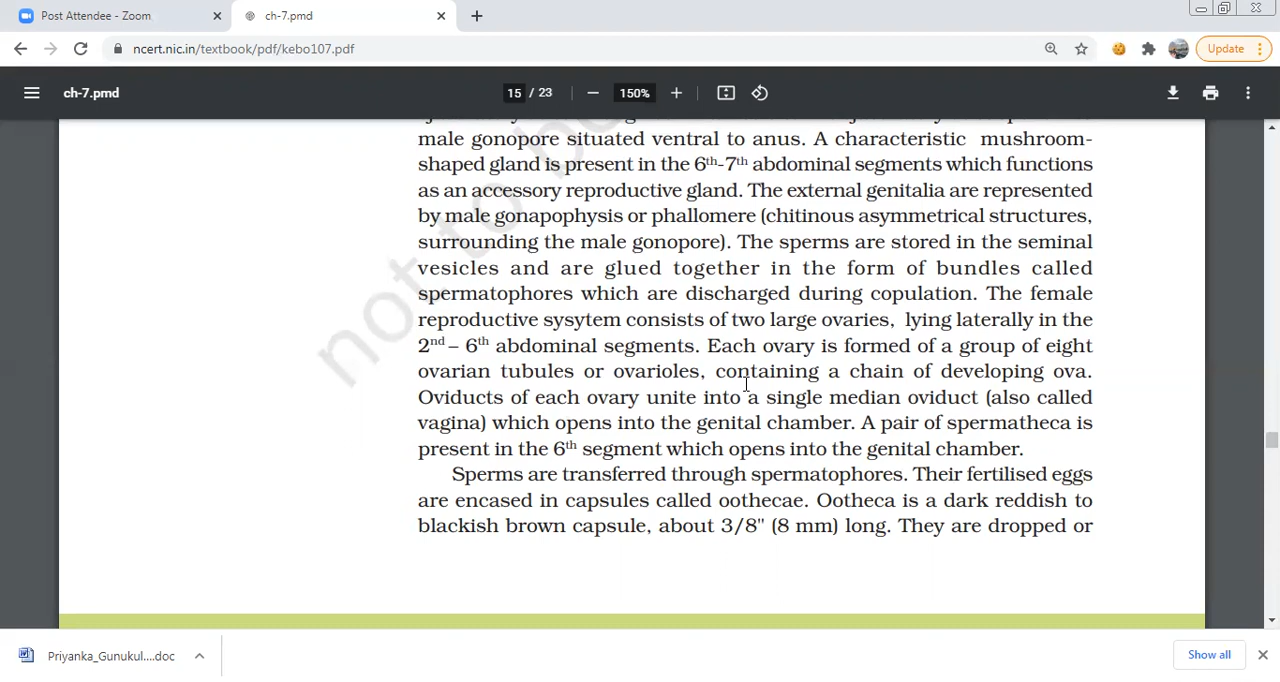 Post Attendee - Zoom
ch-7.pmd
ncert.nic.in/textbook/pdf/kebo107.pdf
Update
ch-7.pmd
15 / 23
150%
male gonopore situated ventral to anus. A characteristic mushroom-
shaped gland is present in the 6th-7th abdominal segments which functions
as an accessory reproductive gland. The external genitalia are represented
by male gonapophysis or phallomere (chitinous asymmetrical structures,
surrounding the male gonopore). The sperms are stored in the seminal
vesicles and are glued together in the form of bundles called
spermatophores which are discharged during copulation. The female
reproductive sysytem consists of two large ovaries, lying laterally in the
2nd – 6th abdominal segments. Each ovary is formed of a group of eight
ovarian tubules or ovarioles, containing a chain of developing ova.
Oviducts of each ovary unite into a single median oviduct (also called
vagina) which opens into the genital chamber. A pair of spermatheca is
present in the 6th segment which opens into the genital chamber.
Sperms are transferred through spermatophores. Their fertilised eggs
are encased in capsules called oothecae. Ootheca is a dark reddish to
blackish brown capsule, about 3/8" (8 mm) long. They are dropped or
not to be
Priyanka_Gunukul....doc
Show all